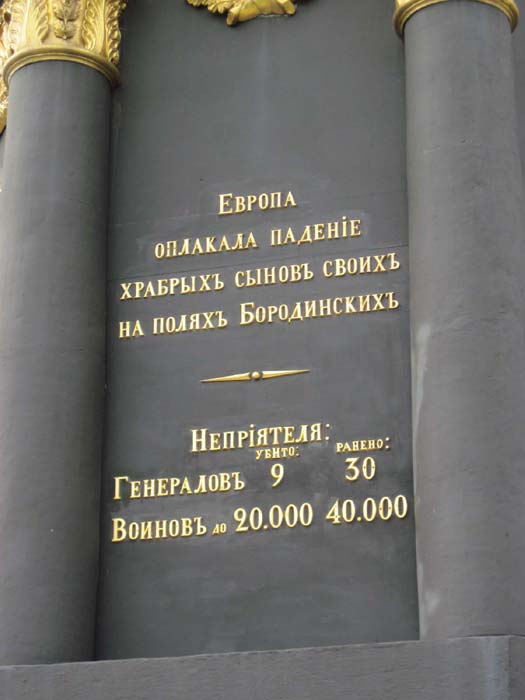 Европа
оплакала паденіе
храбрыхъ сыновъ своихъ
на поляхъ Бородинскихъ
Непріятеля:
убито: ранено:
Генераловъ 9 30
Воиновъ до 20.000 40.000